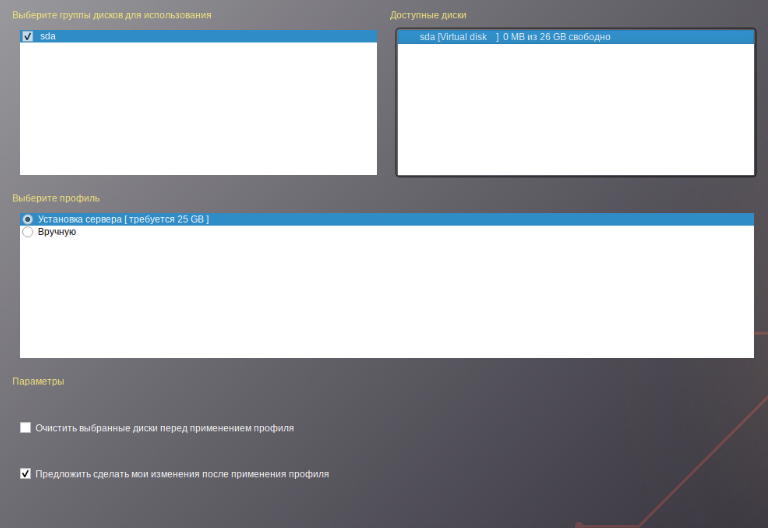 Выберите группы дисков для использования
Доступные диски
sda
sda [Virtual disk ] 0 MB из 26 GB свободно
Выберите профиль
Установка сервера [ требуется 25 GB ]
Вручную
Параметры
Очистить выбранные диски перед применением профиля
Предложить сделать мои изменения после применения профиля